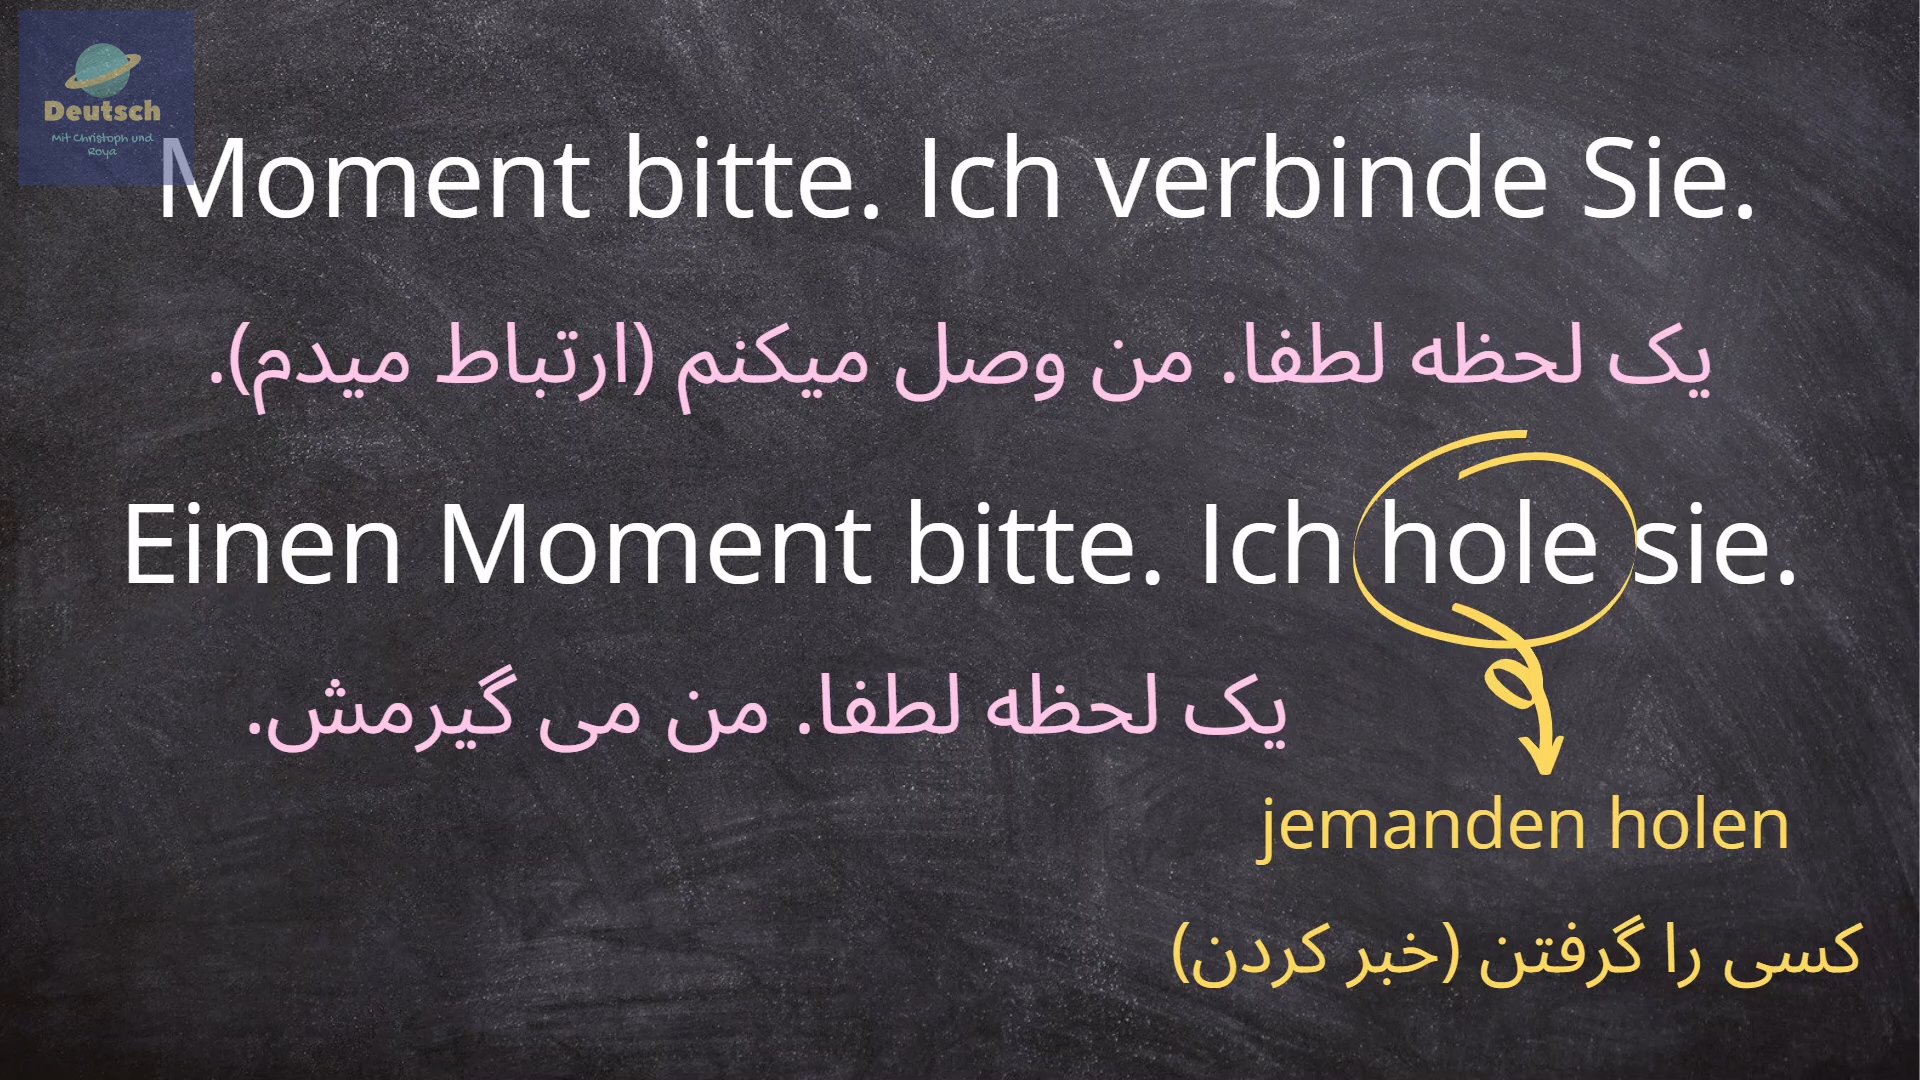 Deutsch
Mit Christoph und
Roya
Moment bitte. Ich verbinde Sie.
یک لحظه لطفا. من وصل میکنم (ارتباط میدم).
Einen Moment bitte. Ich hole sie.
یک لحظه لطفا. من می گیرمش.
jemanden holen
کسی را گرفتن (خبر کردن)